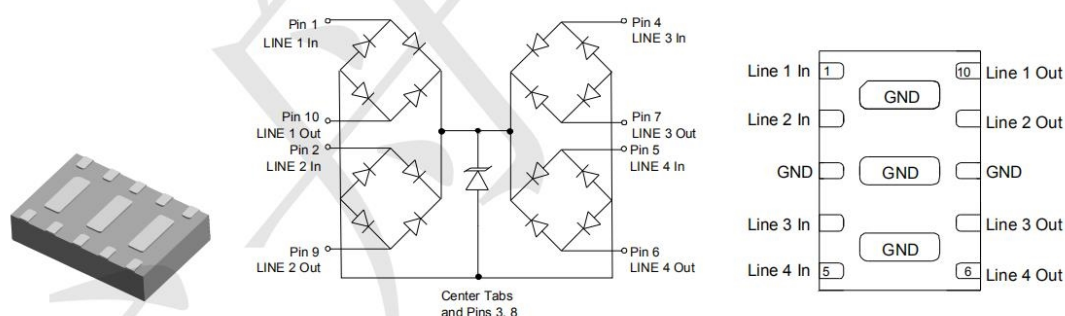 Pin 1
LINE 1 In
Pin 10
LINE 1 Out
Pin 2
LINE 2 In
Pin 9
LINE 2 Out
Pin 4
LINE 3 In
Pin 7
LINE 3 Out
Pin 5
LINE 4 In
Pin 6
LINE 4 Out
Center Tabs
and Pins 3, 8
Line 1 In 1 GND 10 Line 1 Out
Line 2 In Line 2 Out
GND GND GND
Line 3 In Line 3 Out
GND
Line 4 In 5 6 Line 4 Out